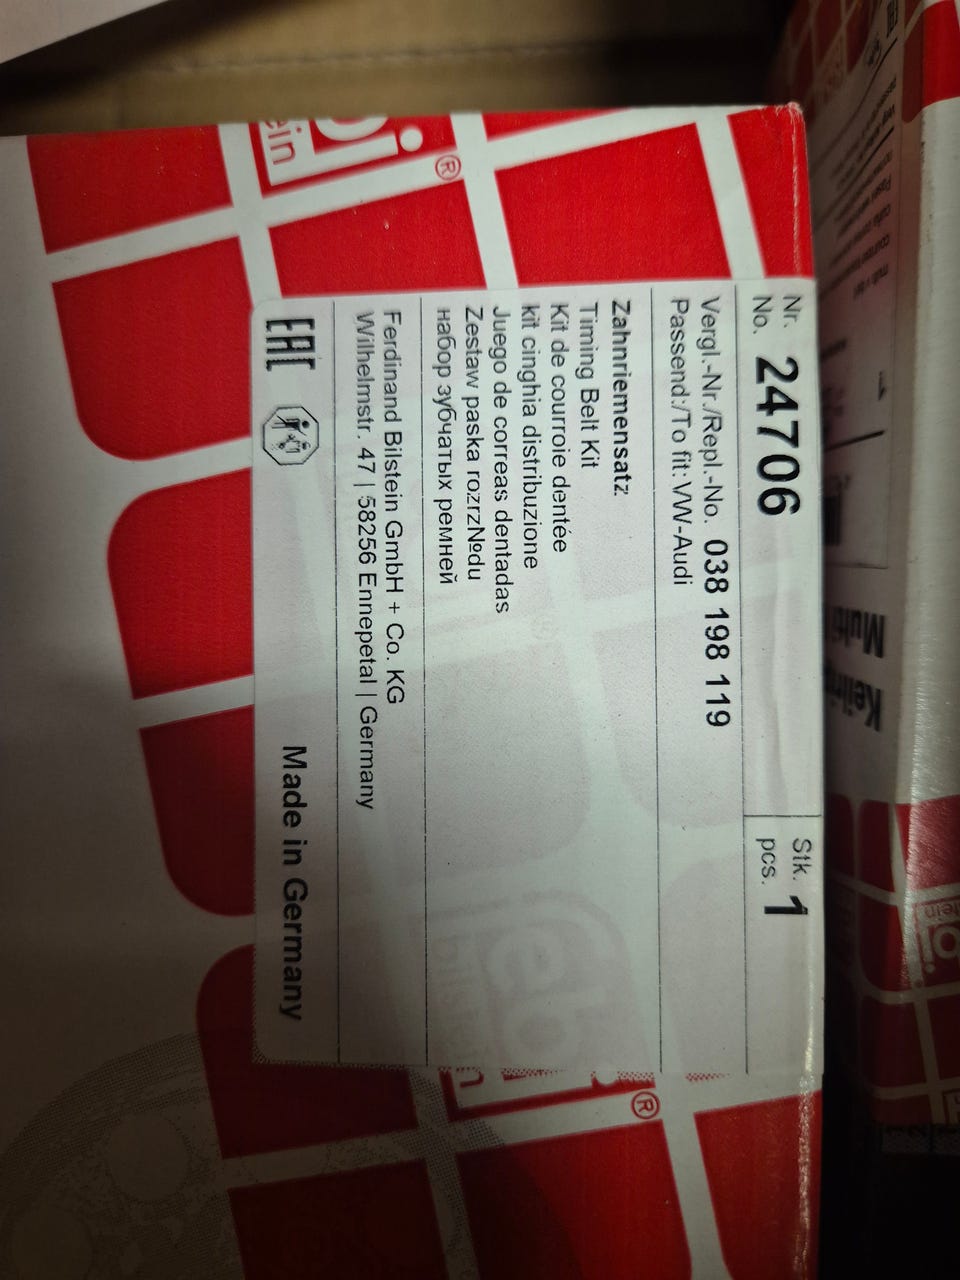 Nr.
No. 24706
Stk.
pcs. 1
Vergl.-Nr./Repl.-No. 038 198 119
Passend:/To fit: VW-Audi
Zahnriemensatz
Timing Belt Kit
Kit de courroie dentée
kit cinghia distribuzione
Juego de correas dentadas
Zestaw paska rozrz№du
набор зубчатых ремней
Ferdinand Bilstein GmbH + Co. KG
Wilhelmstr. 47 | 58256 Ennepetal | Germany
EAC
Made in Germany
®
®
1